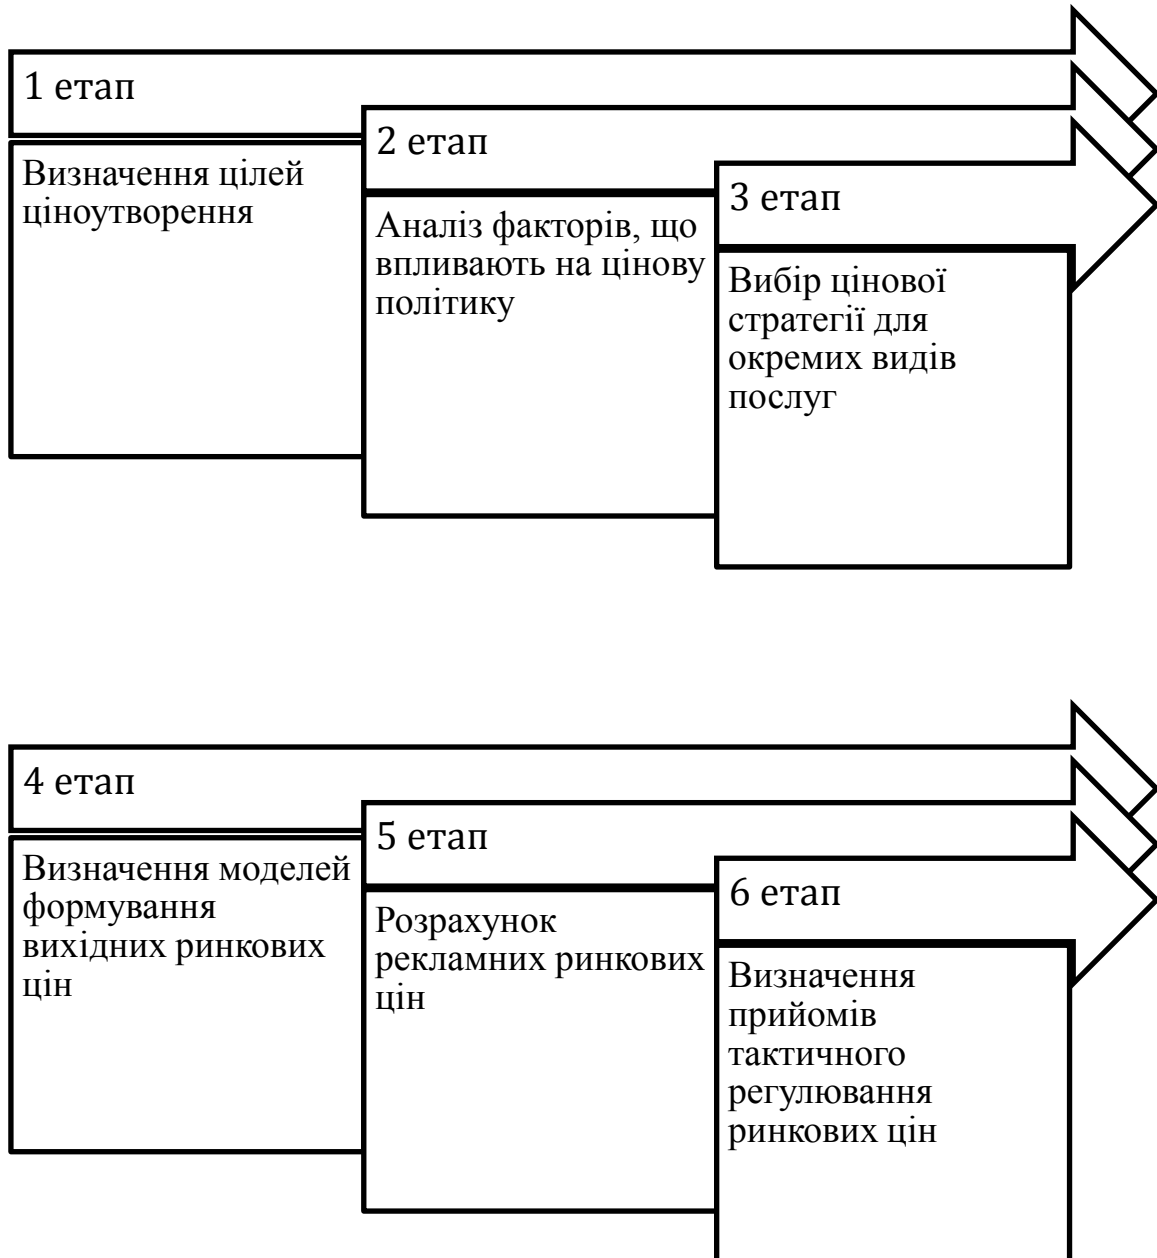 1 етап
Визначення цілей
ціноутворення
2 етап
Аналіз факторів, що
впливають на цінову
політику
3 етап
Вибір цінової
стратегії для
окремих видів
послуг
4 етап
Визначення моделей
формування
вихідних ринкових
цін
5 етап
Розрахунок
рекламних ринкових
цін
6 етап
Визначення
прийомів
тактичного
регулювання
ринкових цін